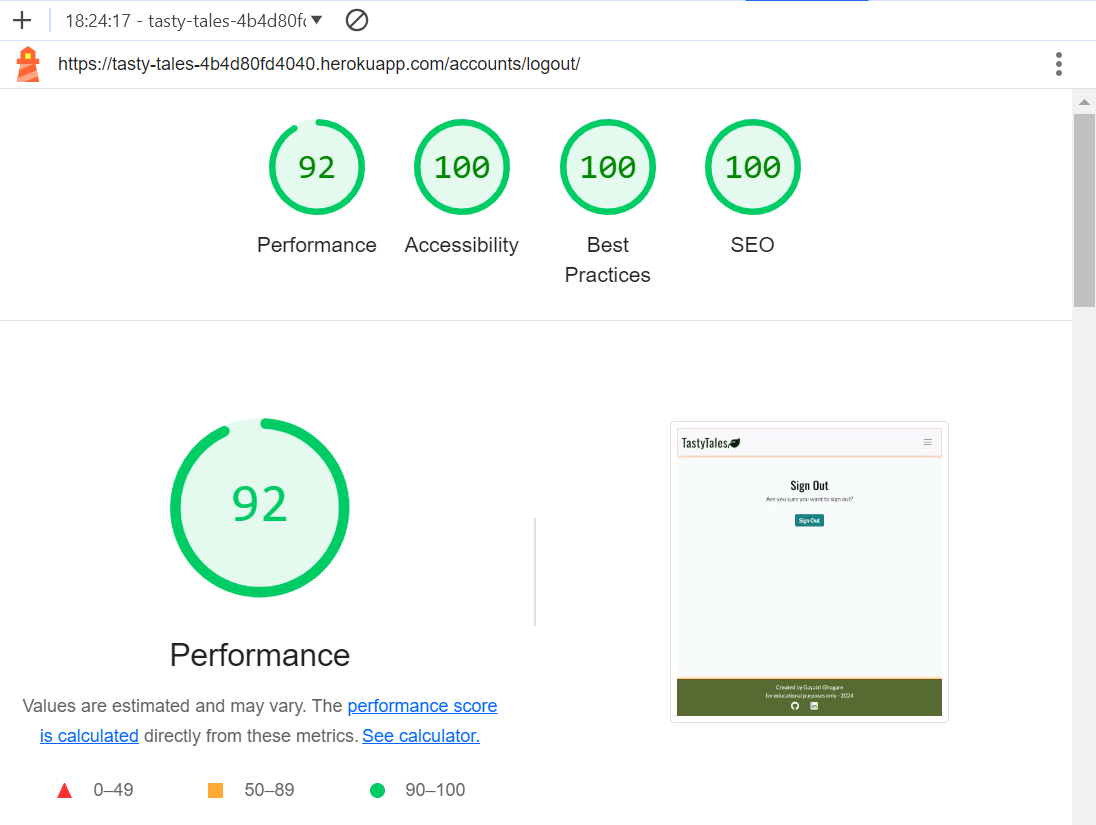 18:24:17 - tasty-tales-4b4d80fc
https://tasty-tales-4b4d80fd4040.herokuapp.com/accounts/logout/
92 100 100 100
Performance Accessibility Best Practices SEO
92
Performance
Values are estimated and may vary. The performance score
is calculated directly from these metrics. See calculator.
0–49 50–89 90–100
TastyTales
Sign Out
Are you sure you want to sign out?
Sign Out
Created by Gayatri Ghogare
for educational purposes only - 2024